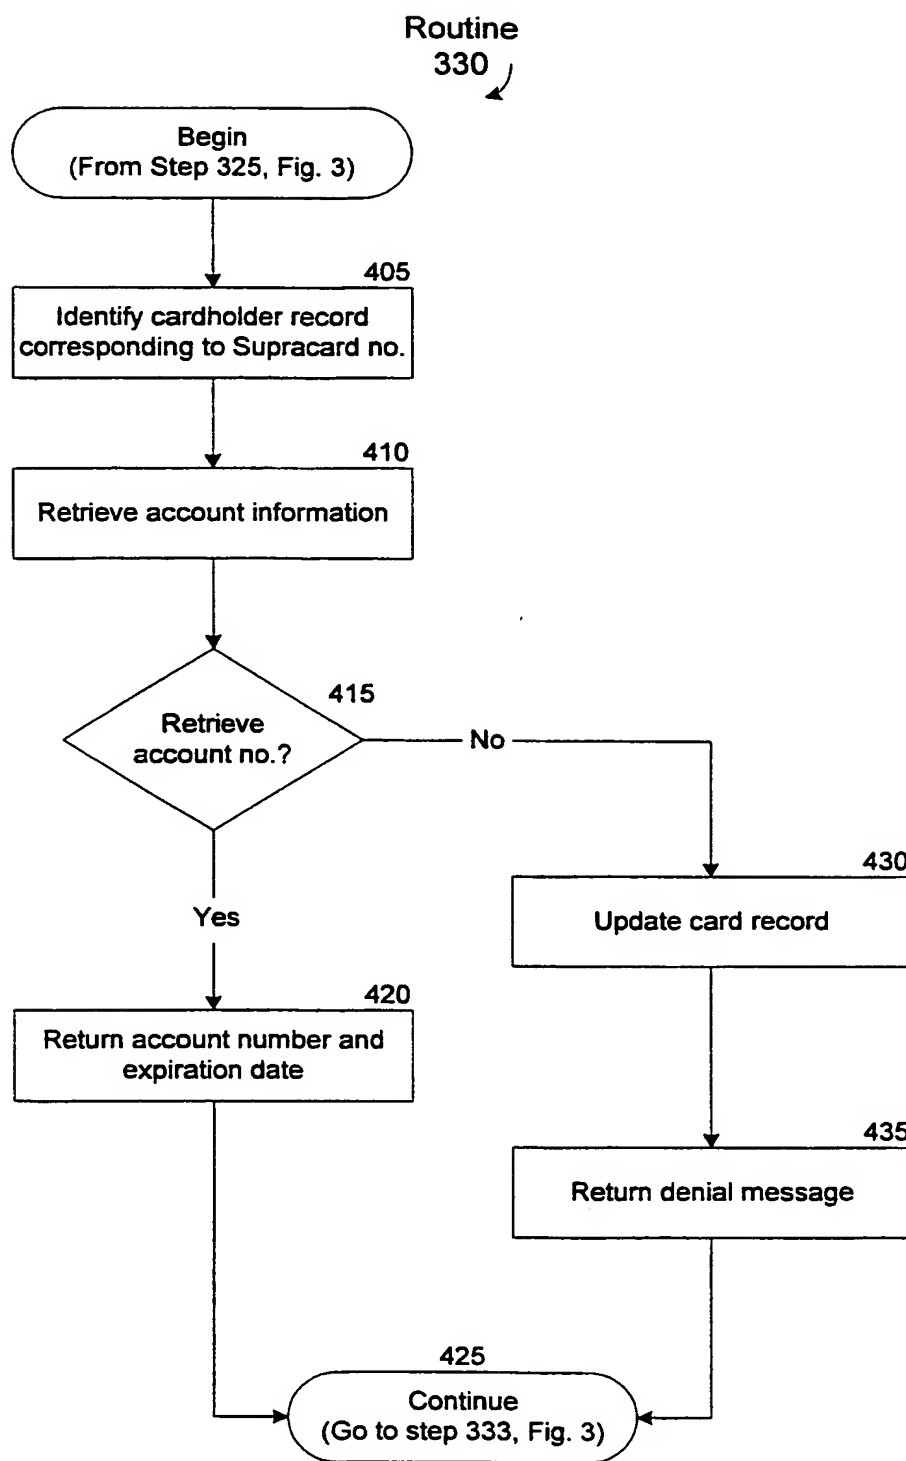 Routine
330
Begin
(From Step 325, Fig. 3)
405
Identify cardholder record
corresponding to Supracard no.
410
Retrieve account information
415
Retrieve
account no.?
No
Yes
430
Update card record
420
Return account number and
expiration date
435
Return denial message
425
Continue
(Go to step 333, Fig. 3)